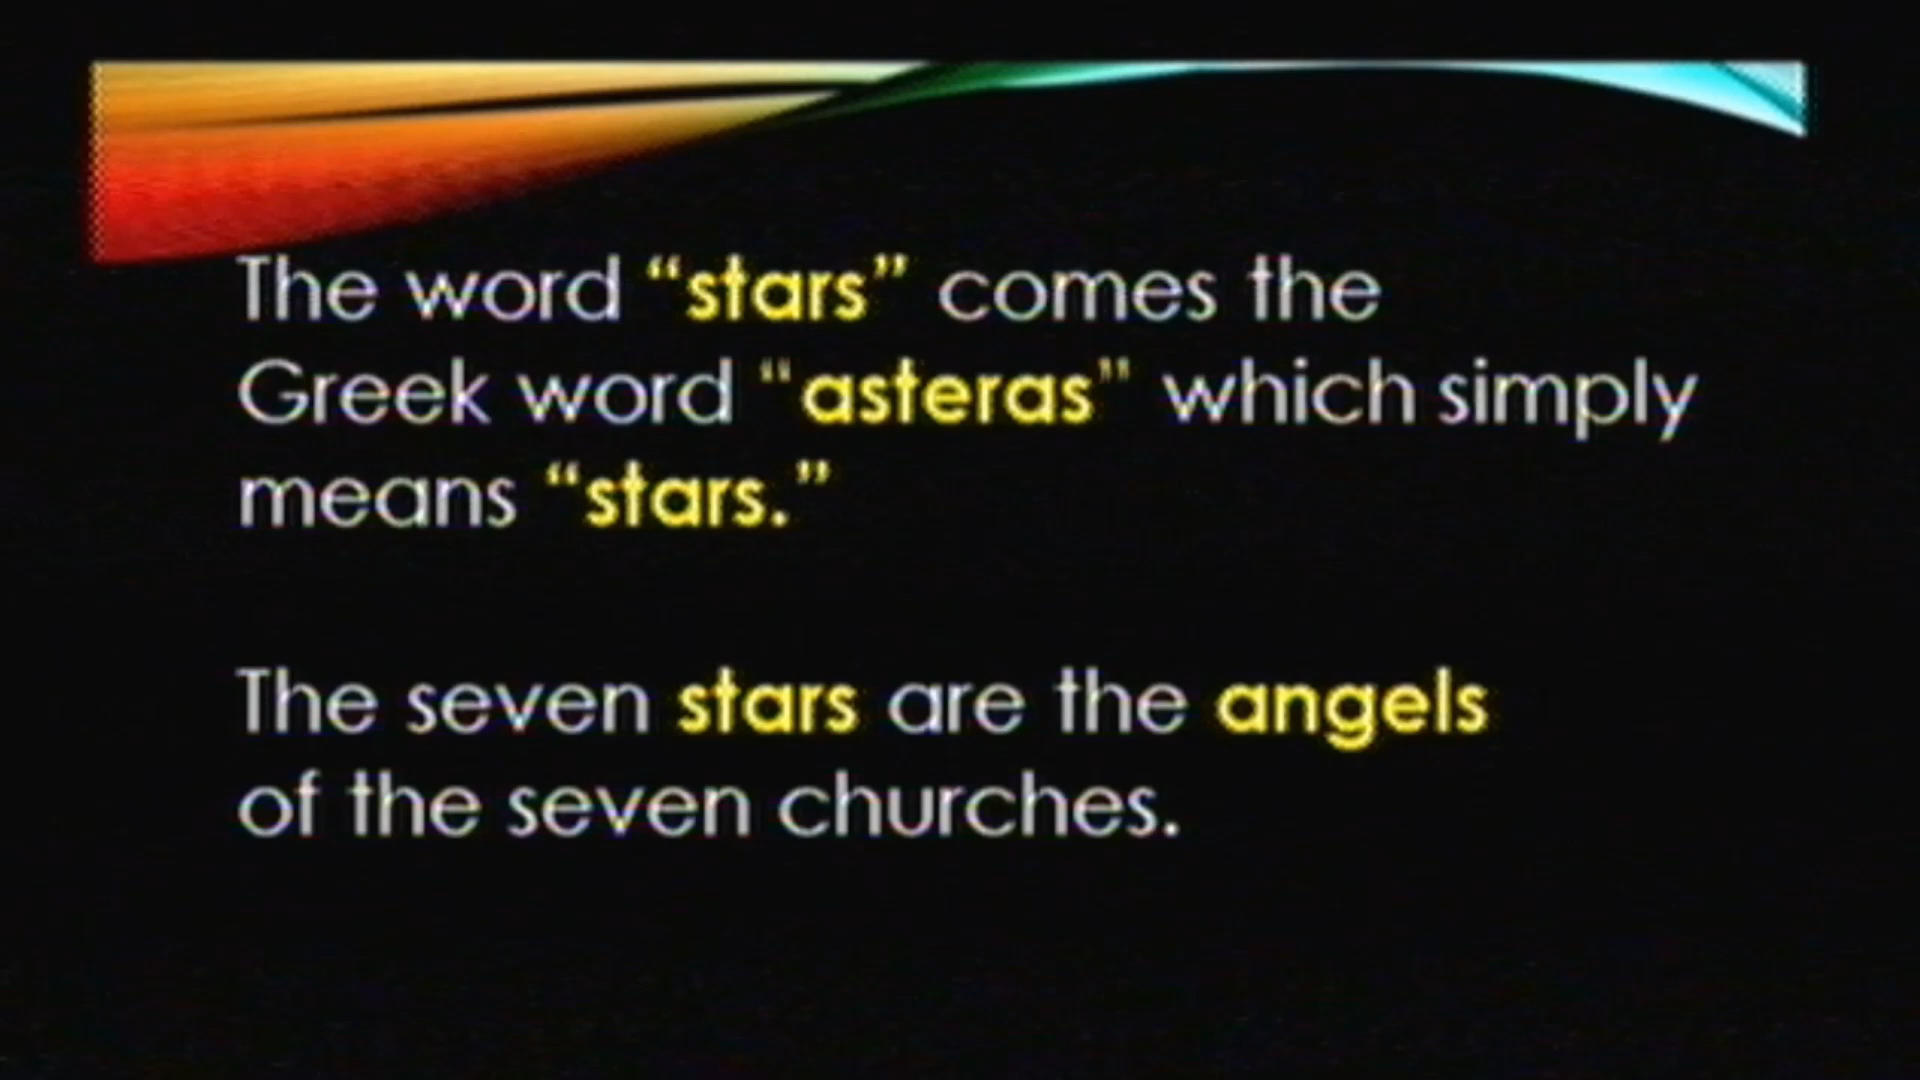 The word “stars” comes the
Greek word "asteras" which simply
means “stars.”
The seven stars are the angels
of the seven churches.